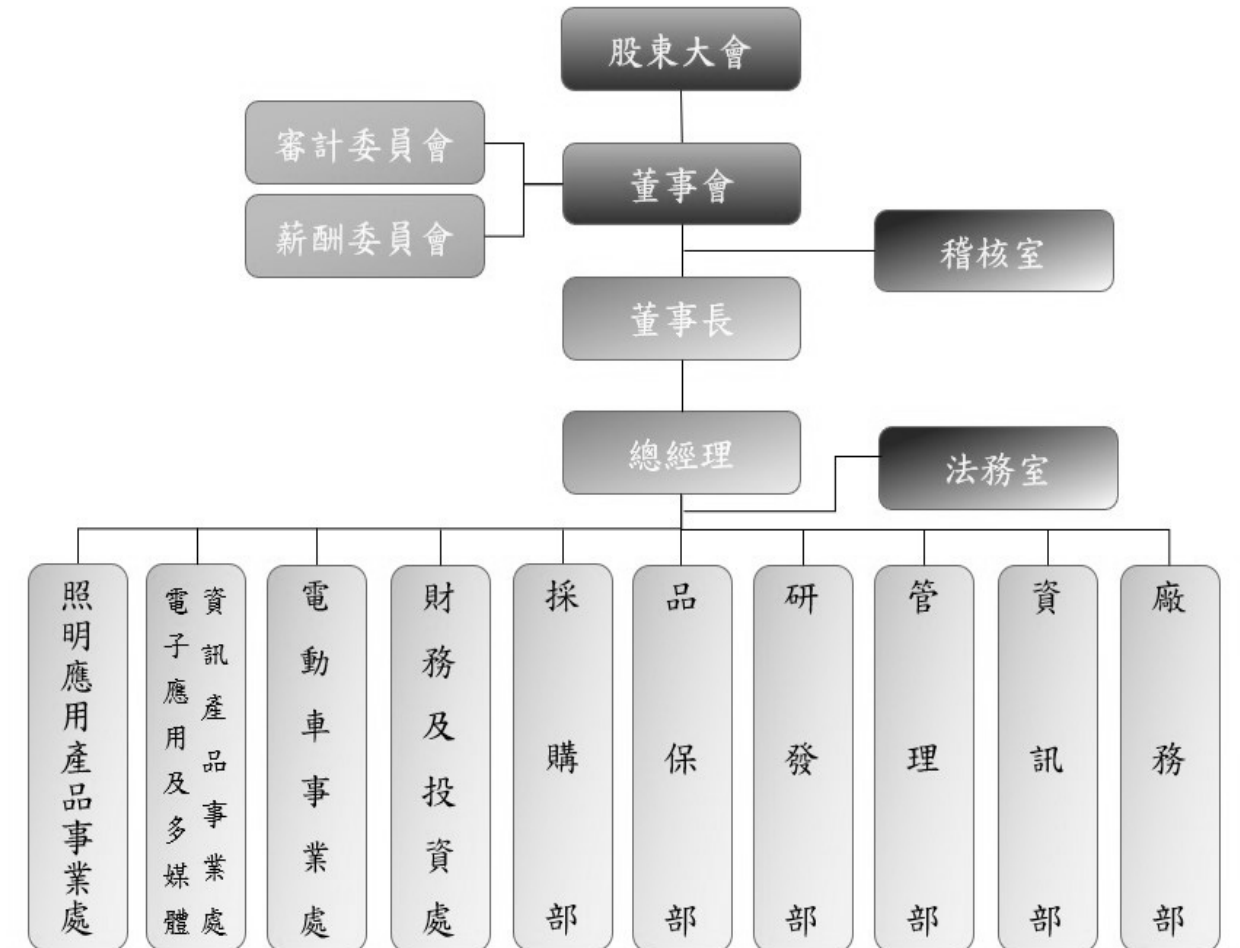 股東大會
審計委員會
董事會
薪酬委員會
稽核室
董事長
總經理
法務室
照明應用產品事業處
電子應用及多媒體
資訊產品事業處
電動車事業處
財務及投資處
採購部
品保部
研發部
管理部
資訊部
廠務部